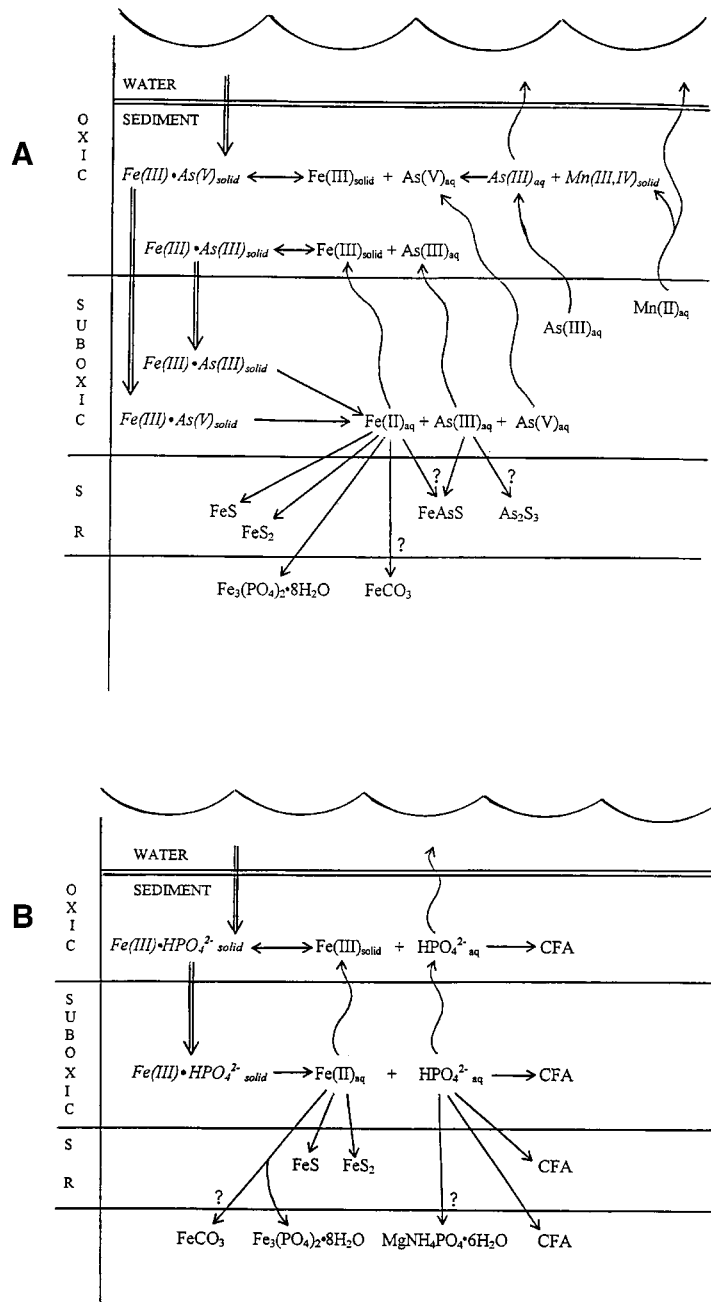 A
WATER
SEDIMENT
OXIC
Fe(III)•As(V)solid ⟷ Fe(III)solid + As(V)aq ⟵ As(III)aq + Mn(III,IV)solid
Fe(III)•As(III)solid ⟷ Fe(III)solid + As(III)aq
SUBOXIC
Mn(II)aq
As(III)aq
Fe(III)•As(III)solid
Fe(III)•As(V)solid ⟶ Fe(II)aq + As(III)aq + As(V)aq
S R
? ?
FeS FeS₂ FeAsS As₂S₃
?
Fe₃(PO₄)₂•8H₂O FeCO₃
B
WATER
SEDIMENT
OXIC
Fe(III)•HPO₄²⁻ solid ⟷ Fe(III)solid + HPO₄²⁻ aq ⟶ CFA
SUBOXIC
Fe(III)•HPO₄²⁻ solid ⟶ Fe(II)aq + HPO₄²⁻ aq ⟶ CFA
S R
FeS FeS₂ CFA
? ?
FeCO₃ Fe₃(PO₄)₂•8H₂O MgNH₄PO₄•6H₂O CFA